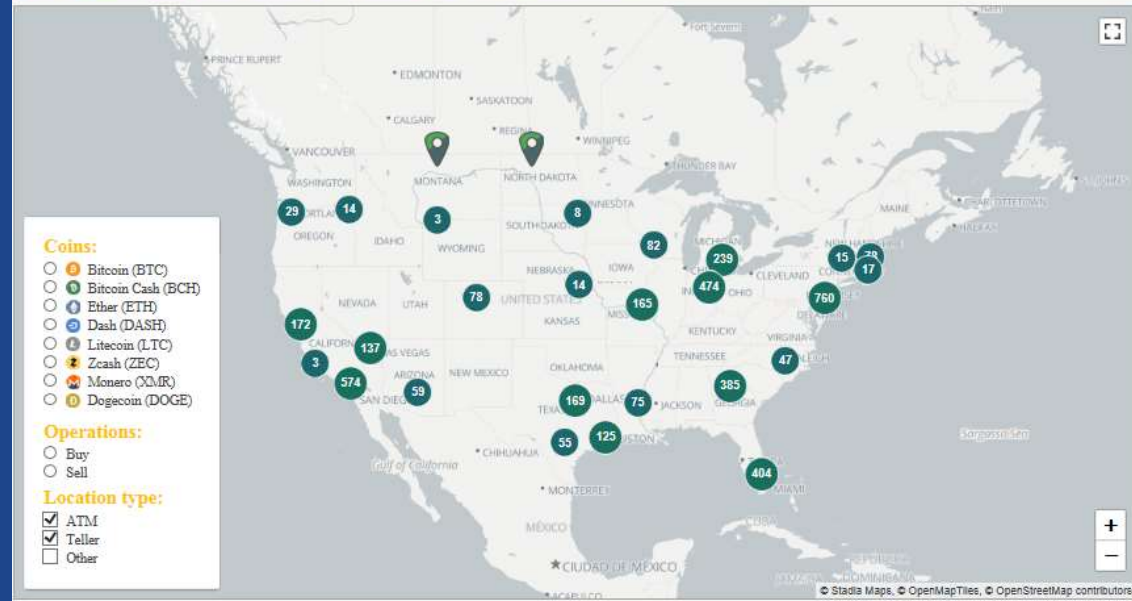 Fort Severn
PRINCE RUPERT
EDMONTON
SASKATOON
CALGARY
REGINA
WINNIPEG
VANCOUVER
THUNDER BAY
WASHINGTON
MONTANA
NORTH DAKOTA
MAINE
CHARLOTTETOWN
HALIFAX
29
14
3
8
82
239
15
78
17
OREGON
IDAHO
SOUTH DAKOTA
WYOMING
MICHIGAN
CLEVELAND
NEBRASKA
IOWA
14
474
OHIO
78
165
760
NEVADA
UTAH
UNITED STATES
KANSAS
KENTUCKY
VIRGINIA
172
137
3
574
59
ARIZONA
NEW MEXICO
OKLAHOMA
TENNESSEE
47
385
GEORGIA
SAN DIEGO
169
DALLAS
75
JACKSON
55
125
CHIHUAHUA
Gulf of California
Sargasso Sea
404
MIAMI
MONTERREY
MÉXICO
CUBA
CIUDAD DE MÉXICO
ACAPULCO
Coins:
Bitcoin (BTC)
Bitcoin Cash (BCH)
Ether (ETH)
Dash (DASH)
Litecoin (LTC)
Zcash (ZEC)
Monero (XMR)
Dogecoin (DOGE)
Operations:
Buy
Sell
Location type:
ATM
Teller
Other
+
−
© Stadia Maps, © OpenMapTiles, © OpenStreetMap contributors